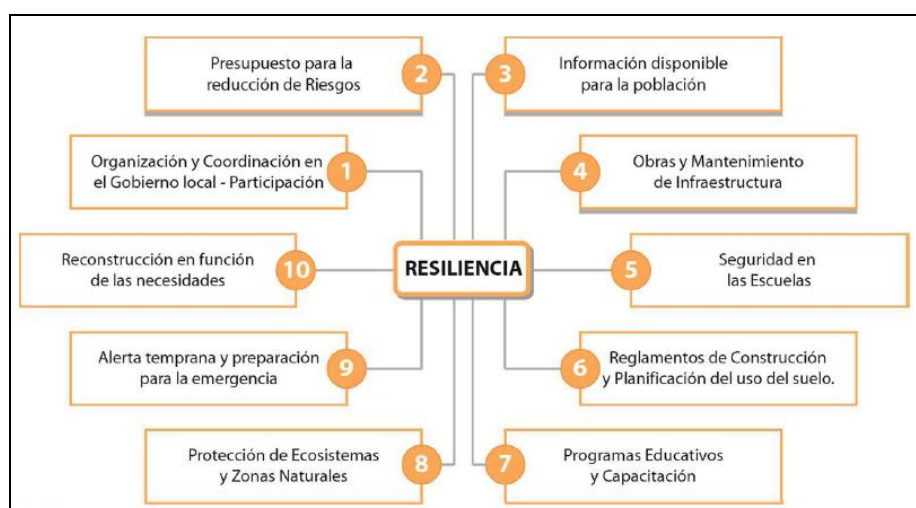 Presupuesto para la
reducción de Riesgos
2
3
Información disponible
para la población
Organización y Coordinación en
el Gobierno local - Participación
1
4
Obras y Mantenimiento
de Infraestructura
Reconstrucción en función
de las necesidades
10
RESILIENCIA
5
Seguridad en
las Escuelas
Alerta temprana y preparación
para la emergencia
9
6
Reglamentos de Construcción
y Planificación del uso del suelo.
Protección de Ecosistemas
y Zonas Naturales
8
7
Programas Educativos
y Capacitación